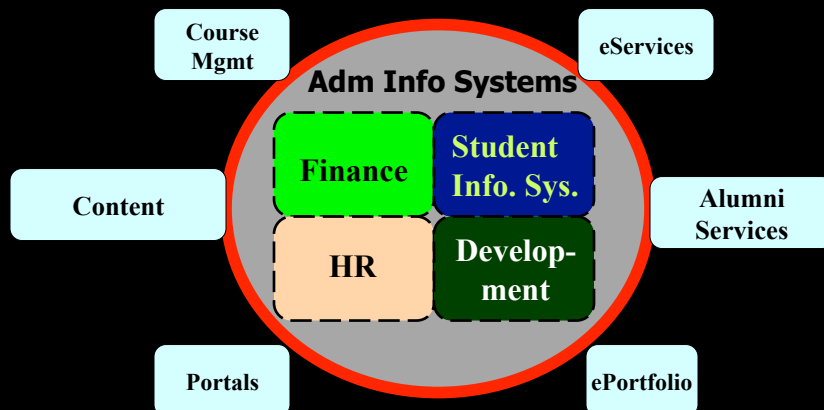 Course
Mgmt
eServices
Adm Info Systems
Finance
Student
Info. Sys.
Content
Alumni
Services
HR
Develop-
ment
Portals
ePortfolio